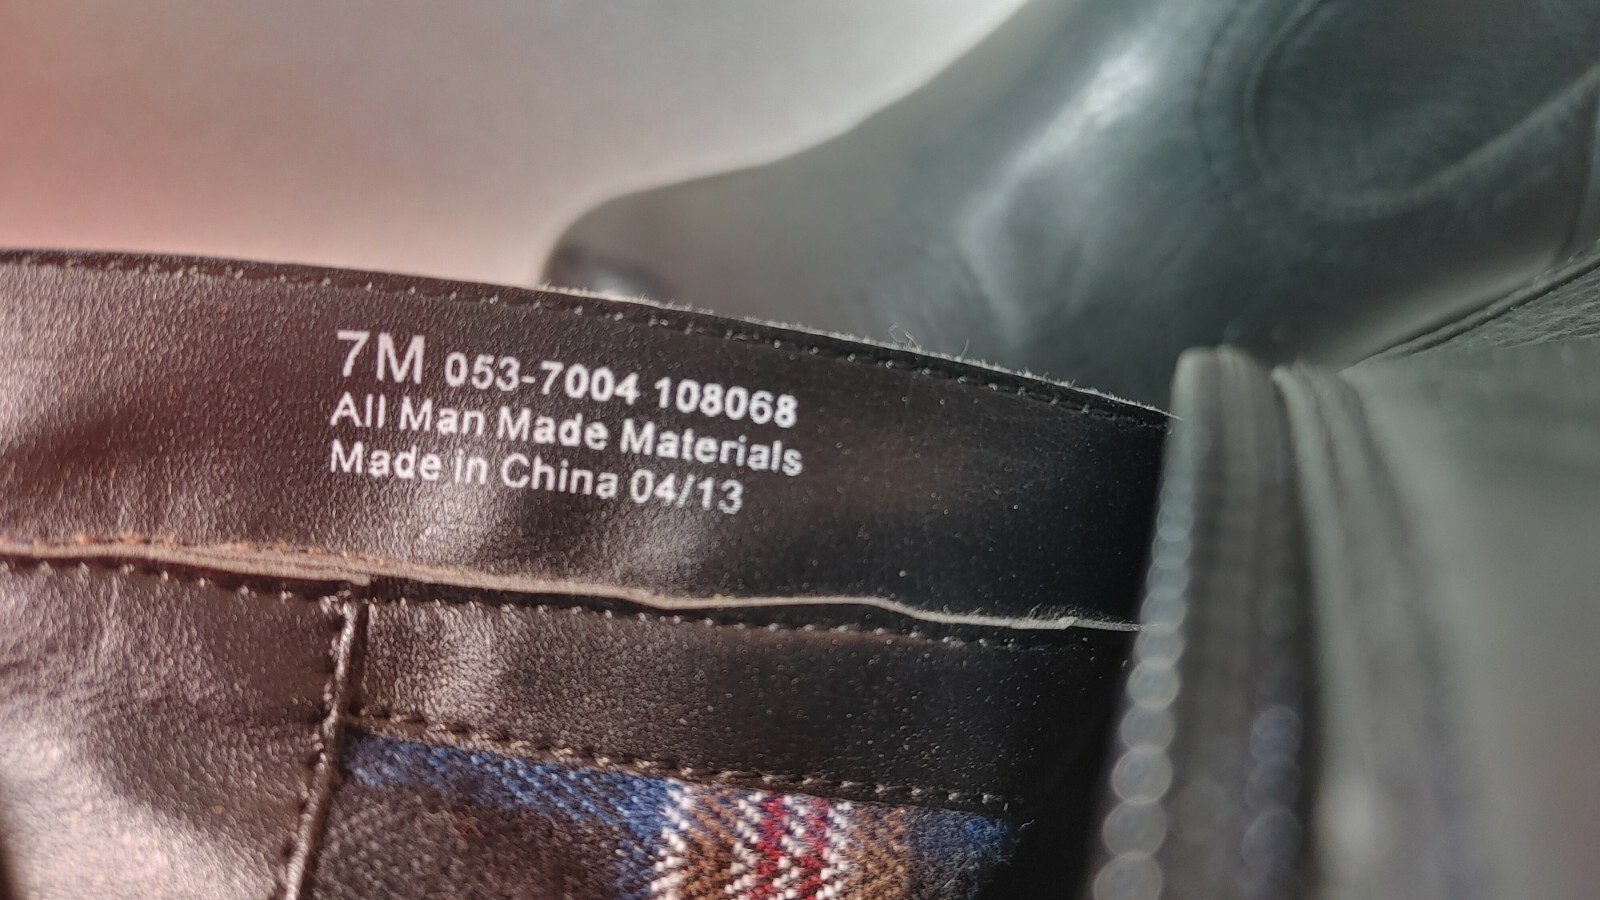 7M 053-7004 108068
All Man Made Materials
Made in China 04/13